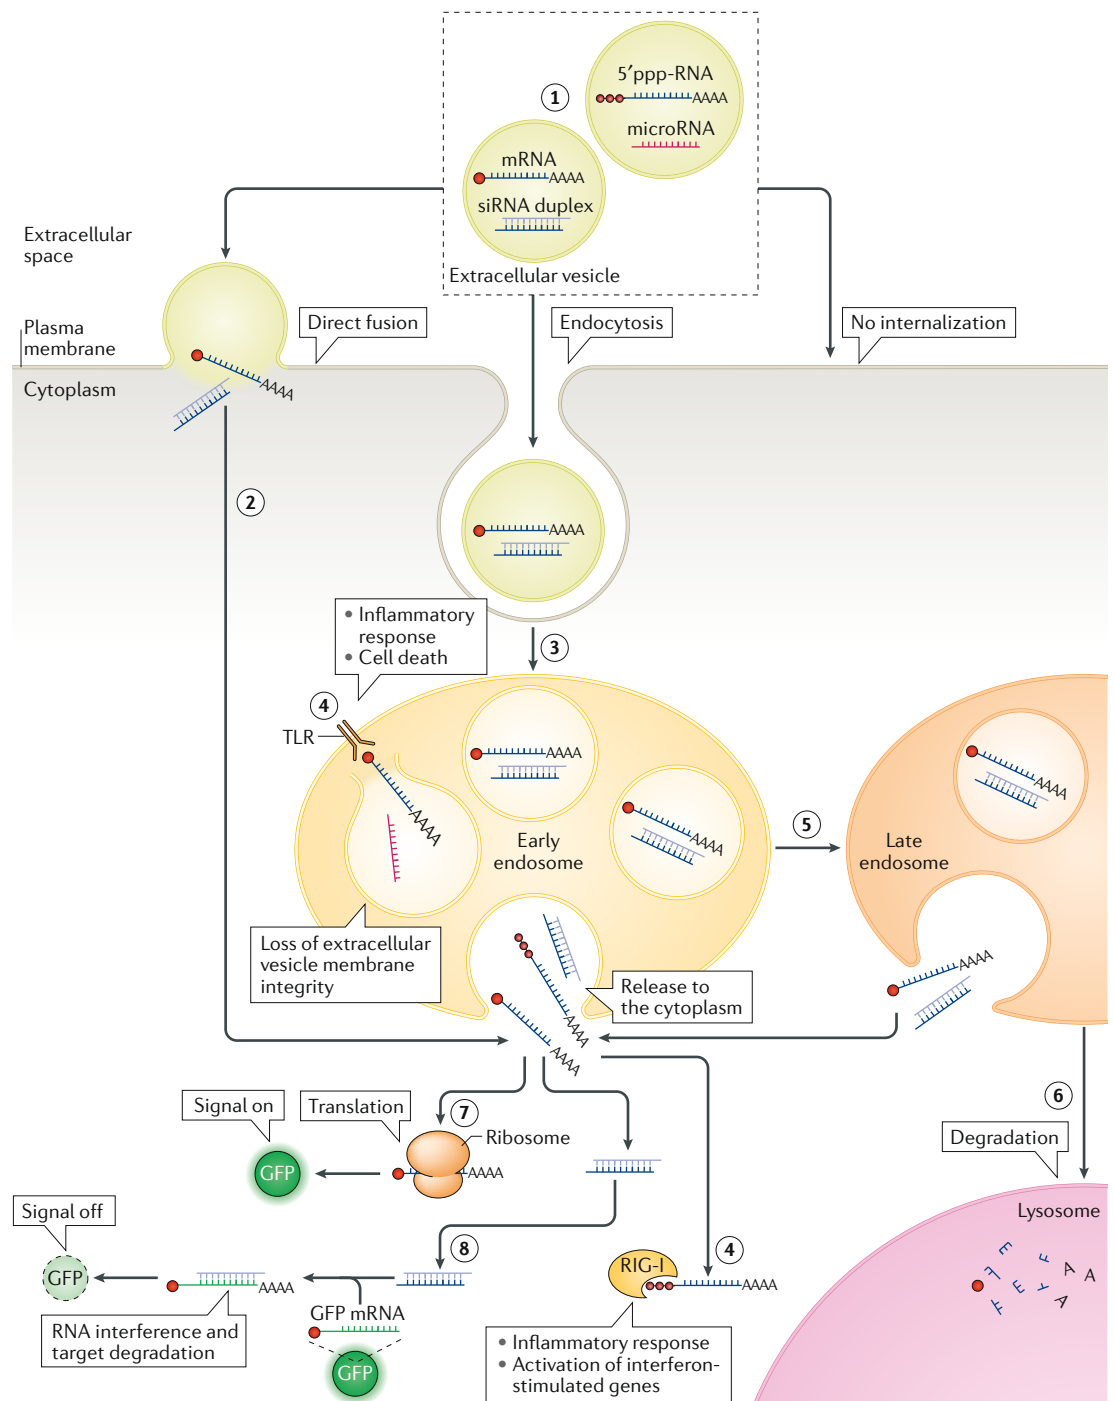 1
5′ppp-RNA
AAAA
microRNA
mRNA
AAAA
siRNA duplex
Extracellular vesicle
Extracellular
space
Plasma
membrane
Cytoplasm
Direct fusion
Endocytosis
No internalization
AAAA
2
AAAA
• Inflammatory
response
• Cell death
3
4
TLR
AAAA
AAAA
AAAA
Early
endosome
5
Late
endosome
AAAA
Loss of extracellular
vesicle membrane
integrity
Release to
the cytoplasm
AAAA
AAAA
AAAA
6
Degradation
Signal on
Translation
7
Ribosome
GFP
AAAA
Signal off
GFP
AAAA
8
GFP mRNA
GFP
RNA interference and
target degradation
4
RIG-I
AAAA
• Inflammatory response
• Activation of interferon-
stimulated genes
Lysosome
A A
A